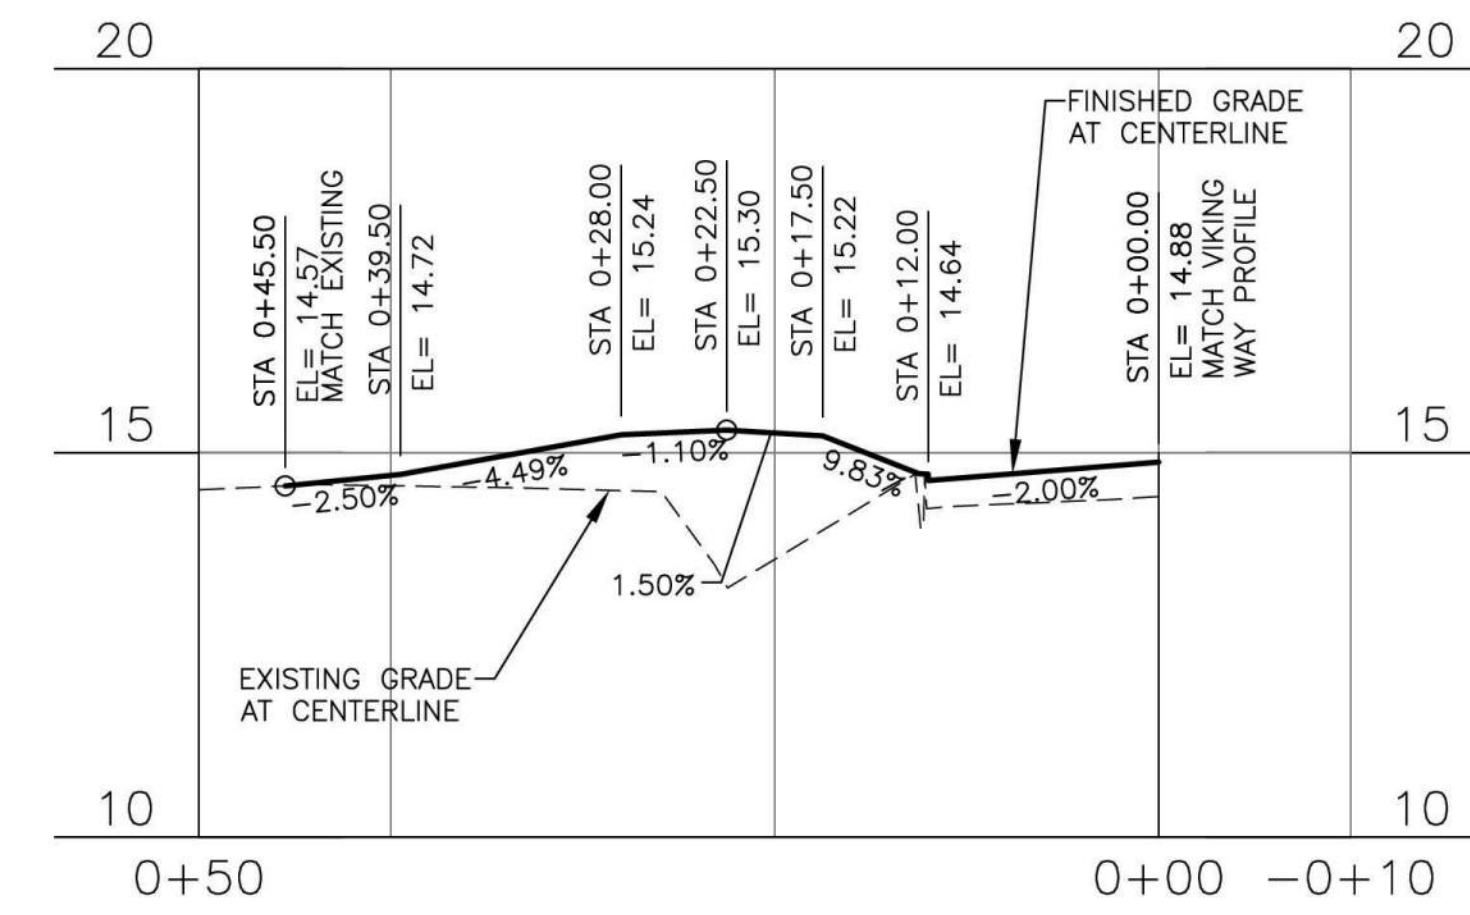 20
20
FINISHED GRADE
AT CENTERLINE
STA 0+45.50
EL= 14.57
MATCH EXISTING
STA 0+39.50
EL= 14.72
STA 0+28.00
EL= 15.24
STA 0+22.50
EL= 15.30
STA 0+17.50
EL= 15.22
STA 0+12.00
EL= 14.64
STA 0+00.00
EL= 14.88
MATCH VIKING
WAY PROFILE
15
15
-2.50%
-4.49%
-1.10%
9.83%
-2.00%
1.50%
EXISTING GRADE
AT CENTERLINE
10
10
0+50
0+00
-0+10